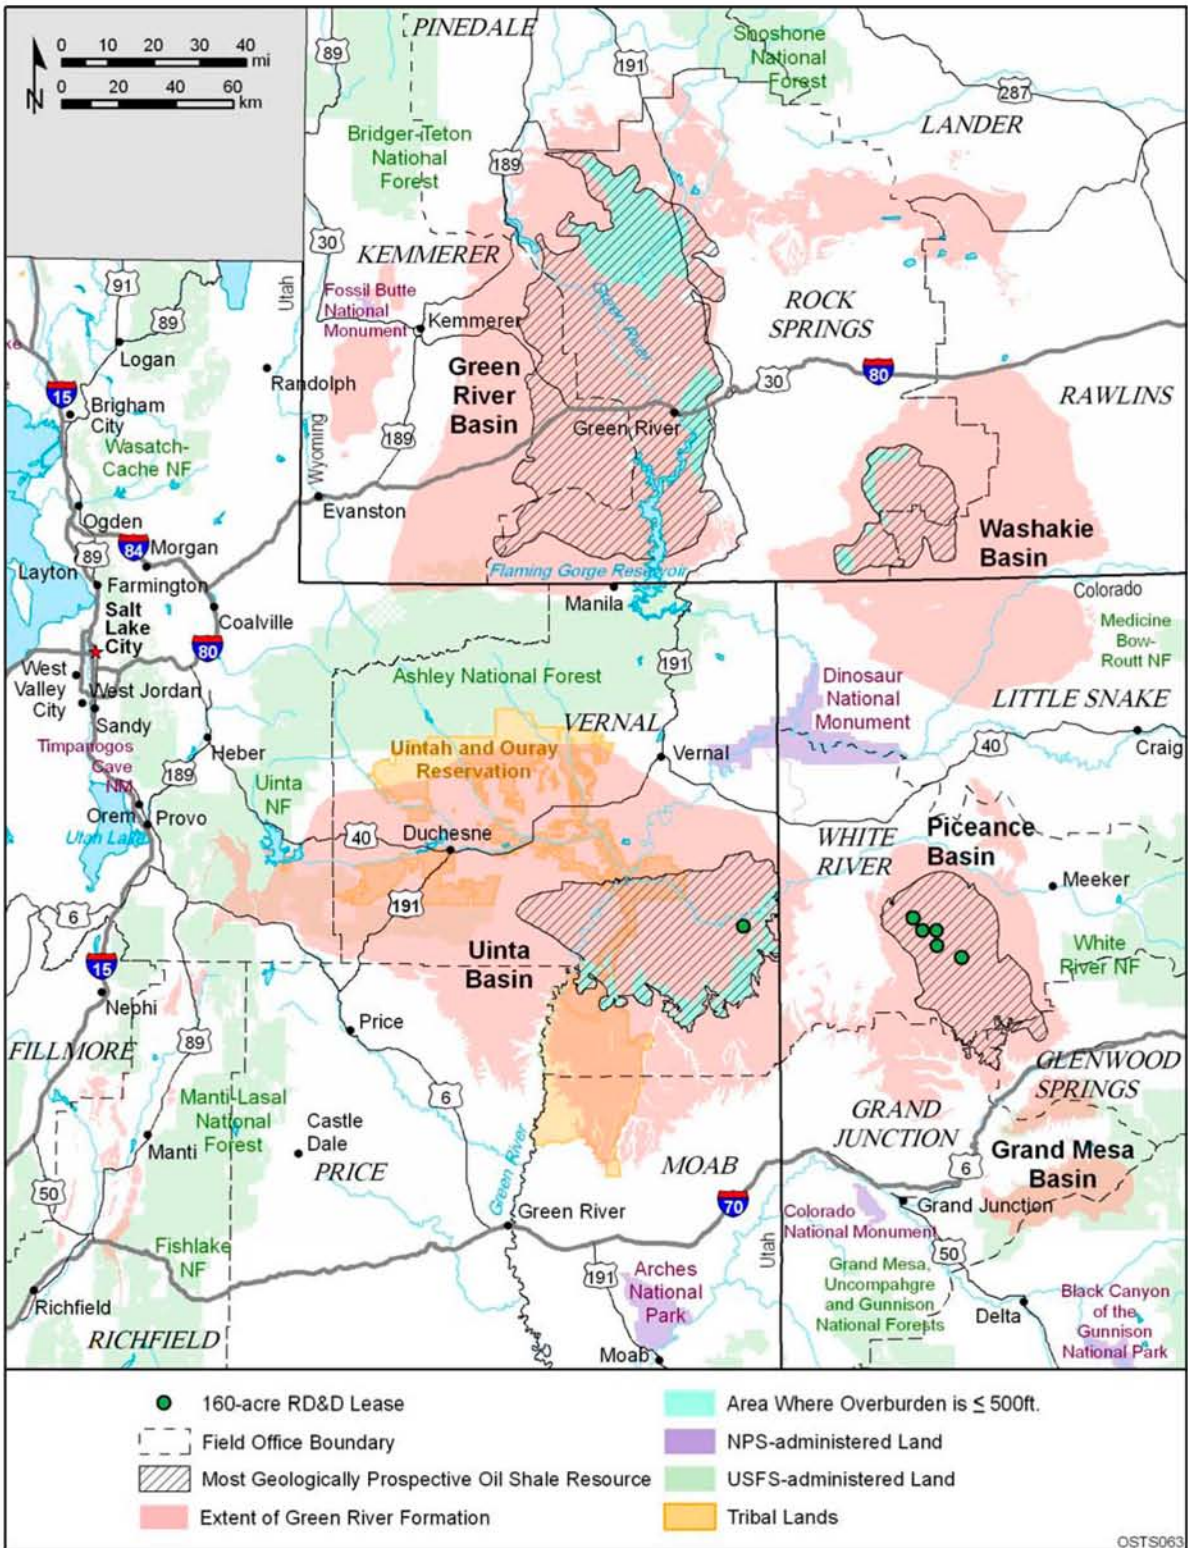 PINEDALE
0 10 20 30 40
mi
0 20 40 60
km
N
89
191
Shoshone
National
Forest
287
LANDER
Bridger-Teton
National
Forest
189
30
KEMMERER
Fossil Butte
National
Monument
Kemmerer
Green River
ROCK
SPRINGS
Utah
Wyoming
91
89
Logan
Randolph
15
Brigham
City
Wasatch-
Cache NF
Green
River
Basin
30
80
RAWLINS
189
Green River
Evanston
Ogden
84
Morgan
89
Layton
Farmington
Salt
Lake
City
Coalville
80
Washakie
Basin
Flaming Gorge Reservoir
Manila
Colorado
Medicine
Bow-
Routt NF
West
Valley
City
West Jordan
Sandy
191
Ashley National Forest
Dinosaur
National
Monument
LITTLE SNAKE
VERNAL
Vernal
40
Craig
Timpanogos
Cave
NM
Heber
189
Uintah and Ouray
Reservation
Uinta
NF
Orem
Provo
Utah Lake
40
Duchesne
WHITE
RIVER
Piceance
Basin
Meeker
6
191
15
Uinta
Basin
White
River NF
Nephi
Price
FILLMORE
89
6
GLENWOOD
SPRINGS
Manti-Lasal
National
Forest
Castle
Dale
GRAND
JUNCTION
Manti
PRICE
Green River
MOAB
6
Grand Mesa
Basin
50
Green River
70
Colorado
National Monument
Grand Junction
Utah
Fishlake
NF
191
Arches
National
Park
50
Grand Mesa,
Uncompahgre
and Gunnison
National Forests
Delta
Black Canyon
of the
Gunnison
National Park
Richfield
RICHFIELD
Moab
160-acre RD&D Lease
Field Office Boundary
Most Geologically Prospective Oil Shale Resource
Extent of Green River Formation
Area Where Overburden is ≤ 500ft.
NPS-administered Land
USFS-administered Land
Tribal Lands
OSTS063